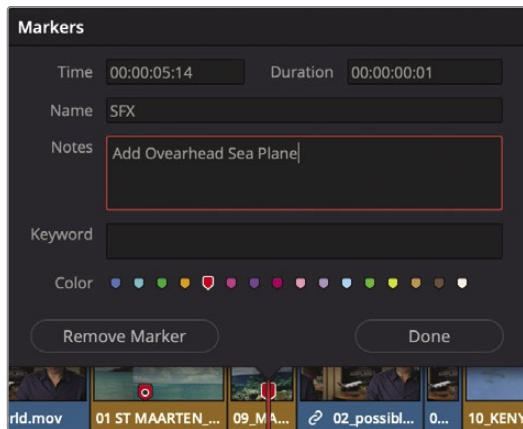 Markers
Time 00:00:05:14 Duration 00:00:00:01
Name SFX
Notes Add Ovearhead Sea Plane
Keyword
Color
Remove Marker Done
rld.mov 01 ST MAARTEN_... 09_MA... 02_possibl... 0... 10_KENY